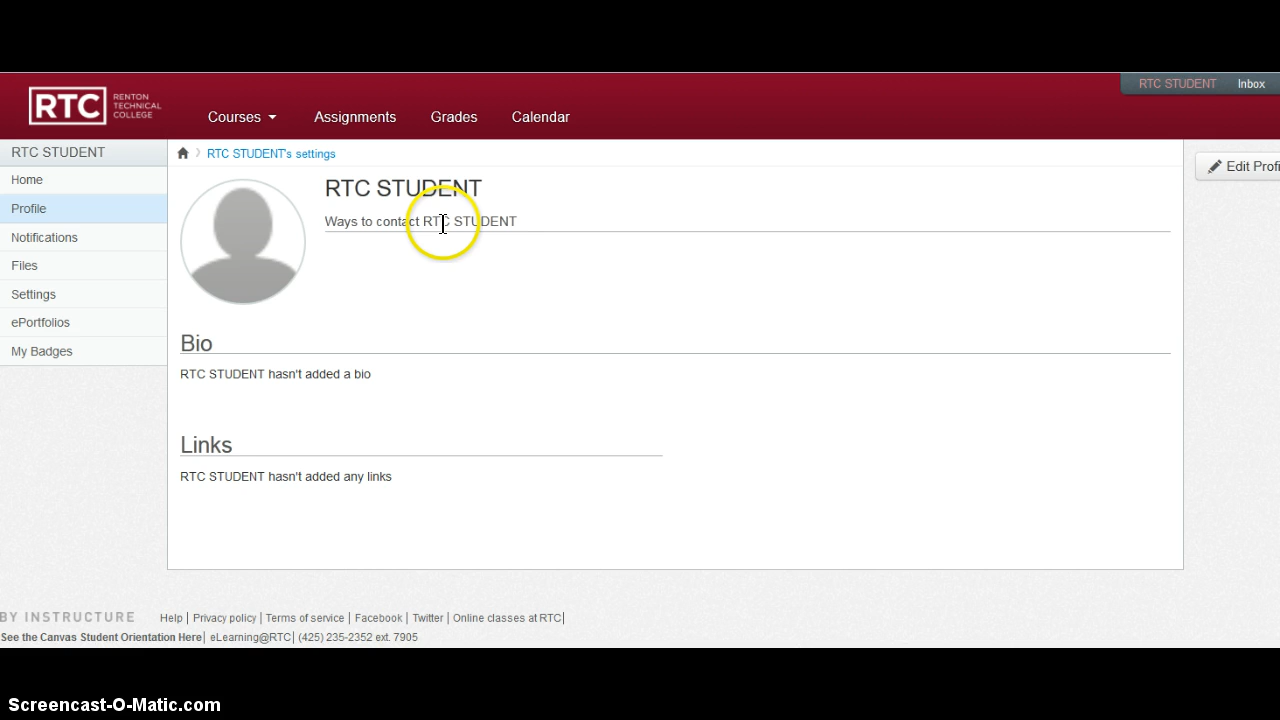 RTC STUDENT Inbox
RTC RENTON TECHNICAL COLLEGE
Courses Assignments Grades Calendar
RTC STUDENT
Home
Profile
Notifications
Files
Settings
ePortfolios
My Badges
RTC STUDENT's settings
Edit Profi
RTC STUDENT
Ways to contact RTC STUDENT
Bio
RTC STUDENT hasn't added a bio
Links
RTC STUDENT hasn't added any links
BY INSTRUCTURE Help | Privacy policy | Terms of service | Facebook | Twitter | Online classes at RTC|
See the Canvas Student Orientation Here| eLearning@RTC| (425) 235-2352 ext. 7905
Screencast-O-Matic.com